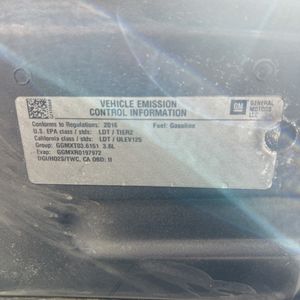 VEHICLE EMISSION
CONTROL INFORMATION
GM
GENERAL
MOTORS
LLC
Conforms to Regulations: 2016
Fuel: Gasoline
U.S. EPA class / stds: LDT / TIER2
California class / stds: LDT / ULEV125
Group: GGMXT03.6151 3.6L
Evap: GGMXR0197972
DGI/HO2S/TWC, CA OBD: II